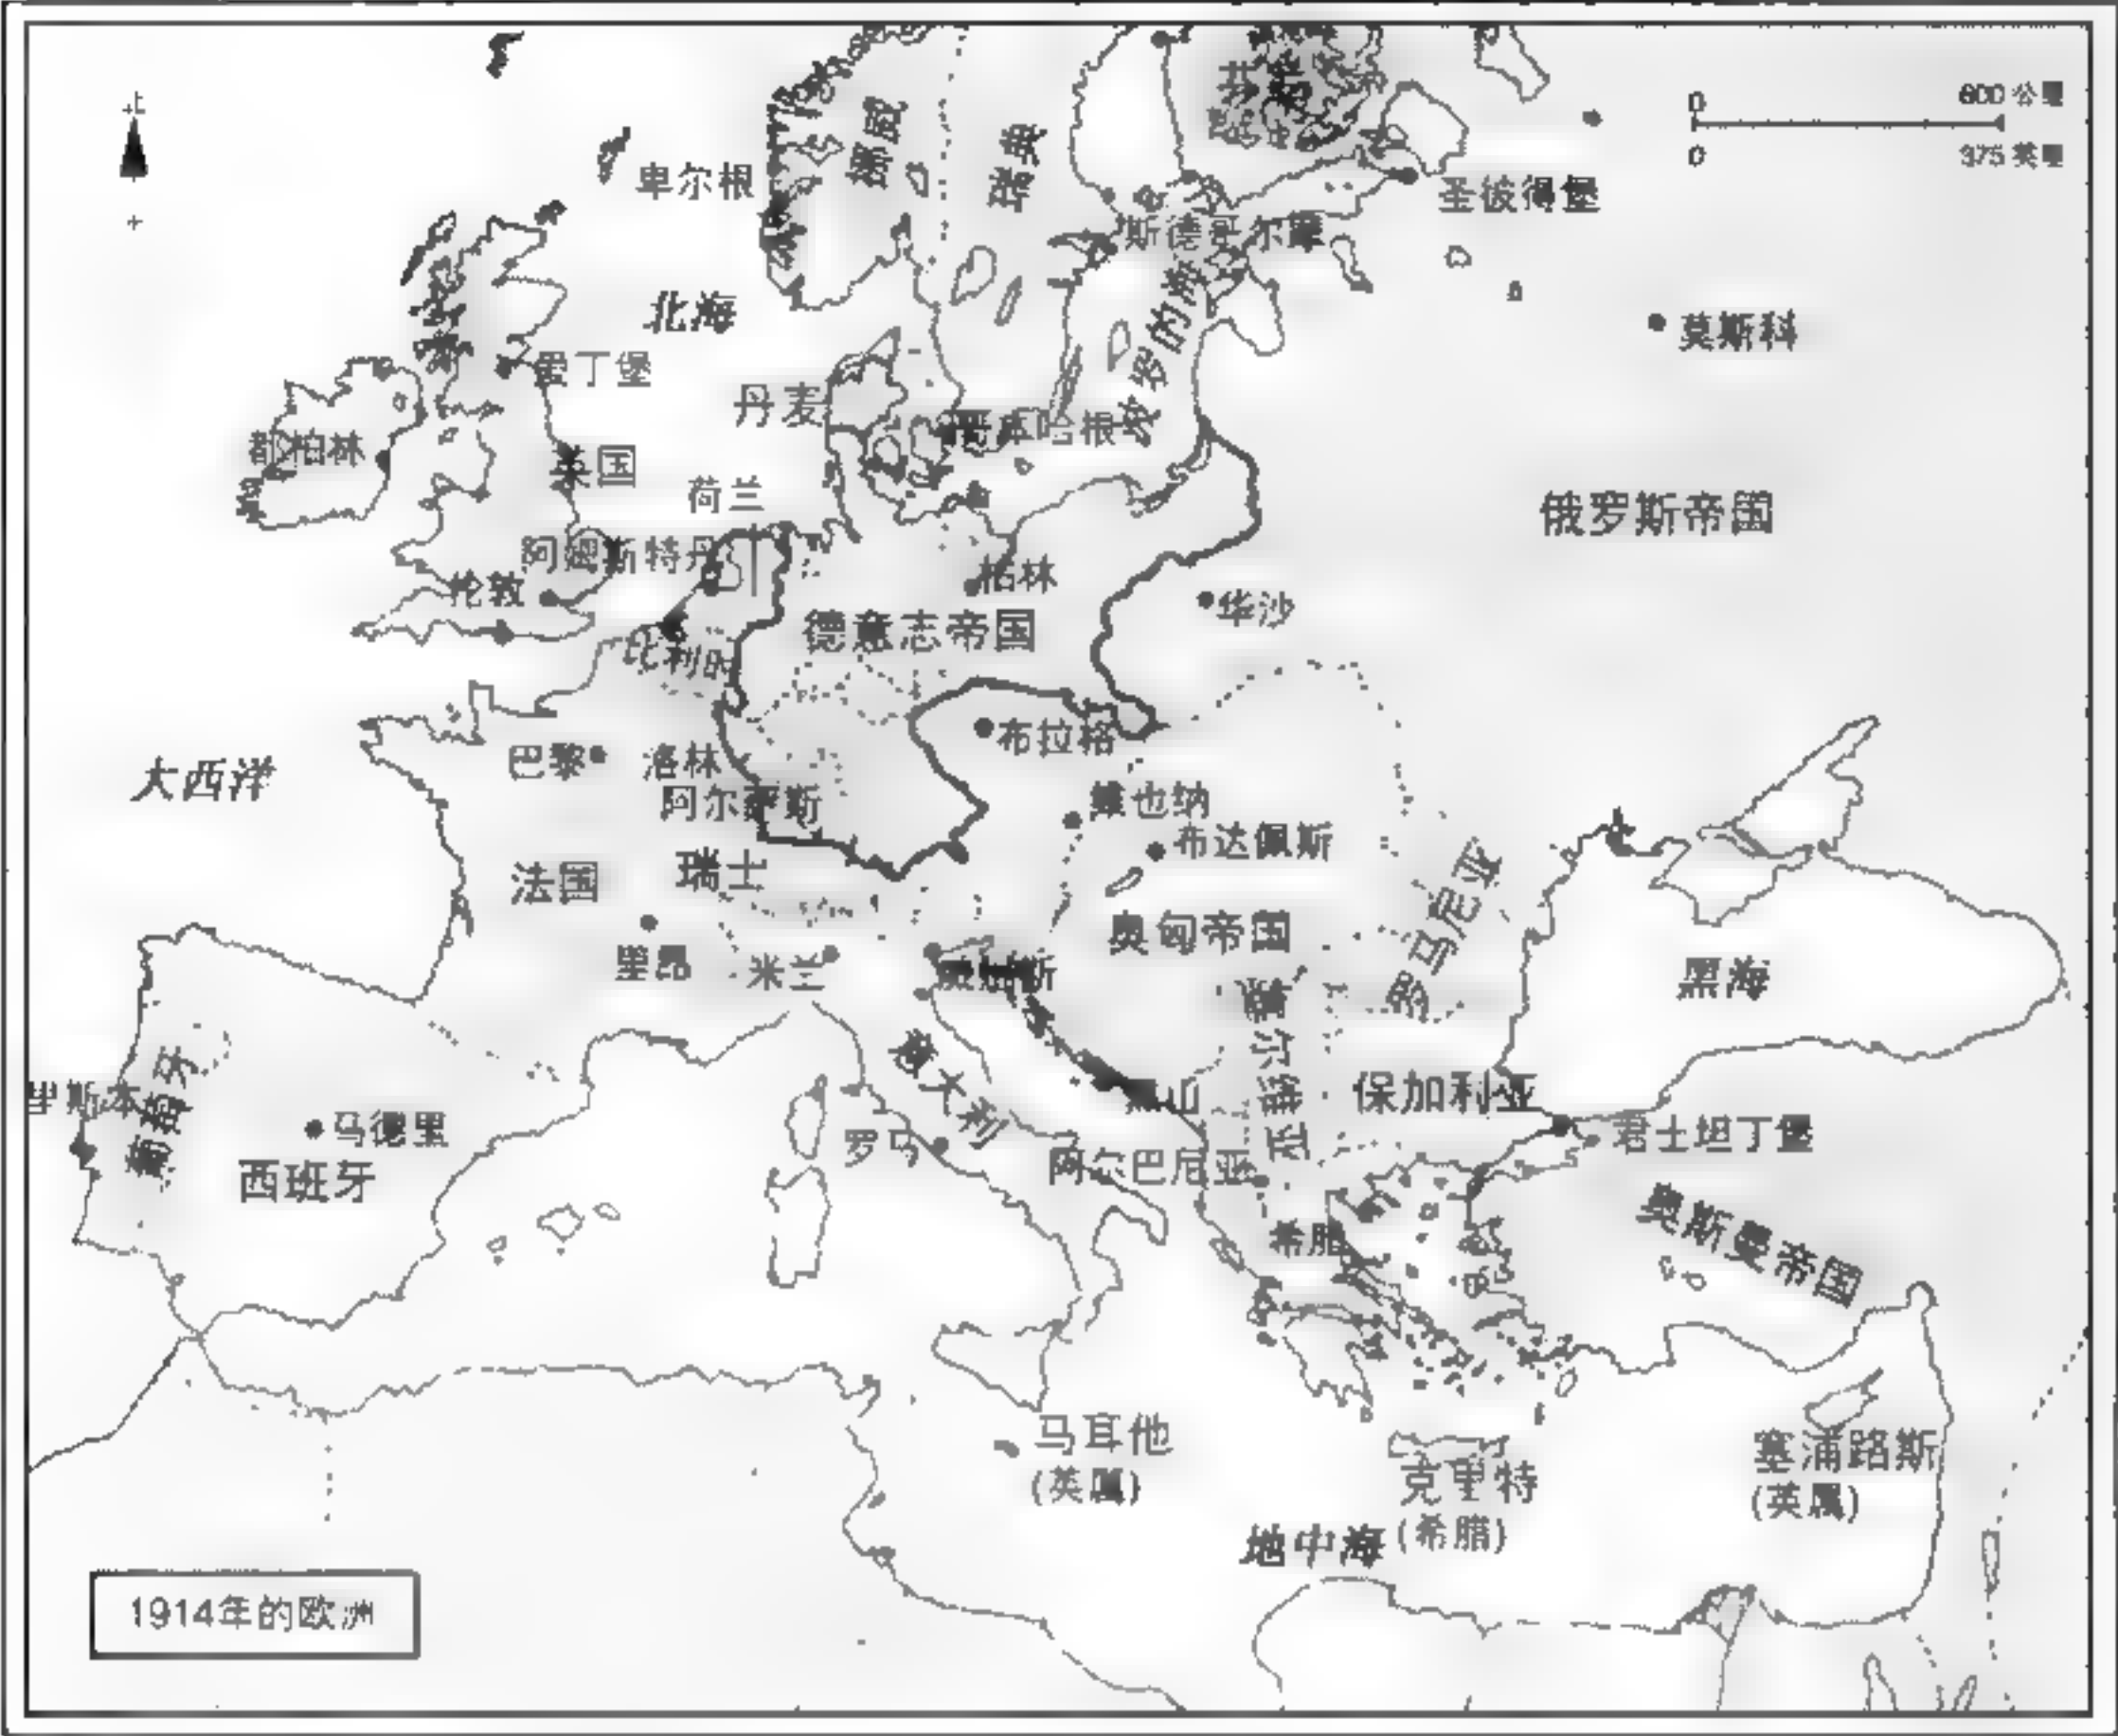 北
0 600 公里
0 375 英里
挪威
瑞典
芬兰
卑尔根
圣彼得堡
斯德哥尔摩
北海
波罗的海
莫斯科
爱丁堡
丹麦
哥本哈根
都柏林
英国
荷兰
俄罗斯帝国
阿姆斯特丹
伦敦
柏林
华沙
德意志帝国
比利时
布拉格
巴黎
洛林
大西洋
阿尔萨斯
维也纳
布达佩斯
法国
瑞士
罗马尼亚
奥匈帝国
里昂
米兰
威尼斯
黑海
塞尔维亚
意大利
里斯本
葡萄牙
马德里
黑山
保加利亚
君士坦丁堡
罗马
阿尔巴尼亚
西班牙
希腊
奥斯曼帝国
马耳他
(英属)
克里特
(希腊)
塞浦路斯
(英属)
地中海
1914年的欧洲